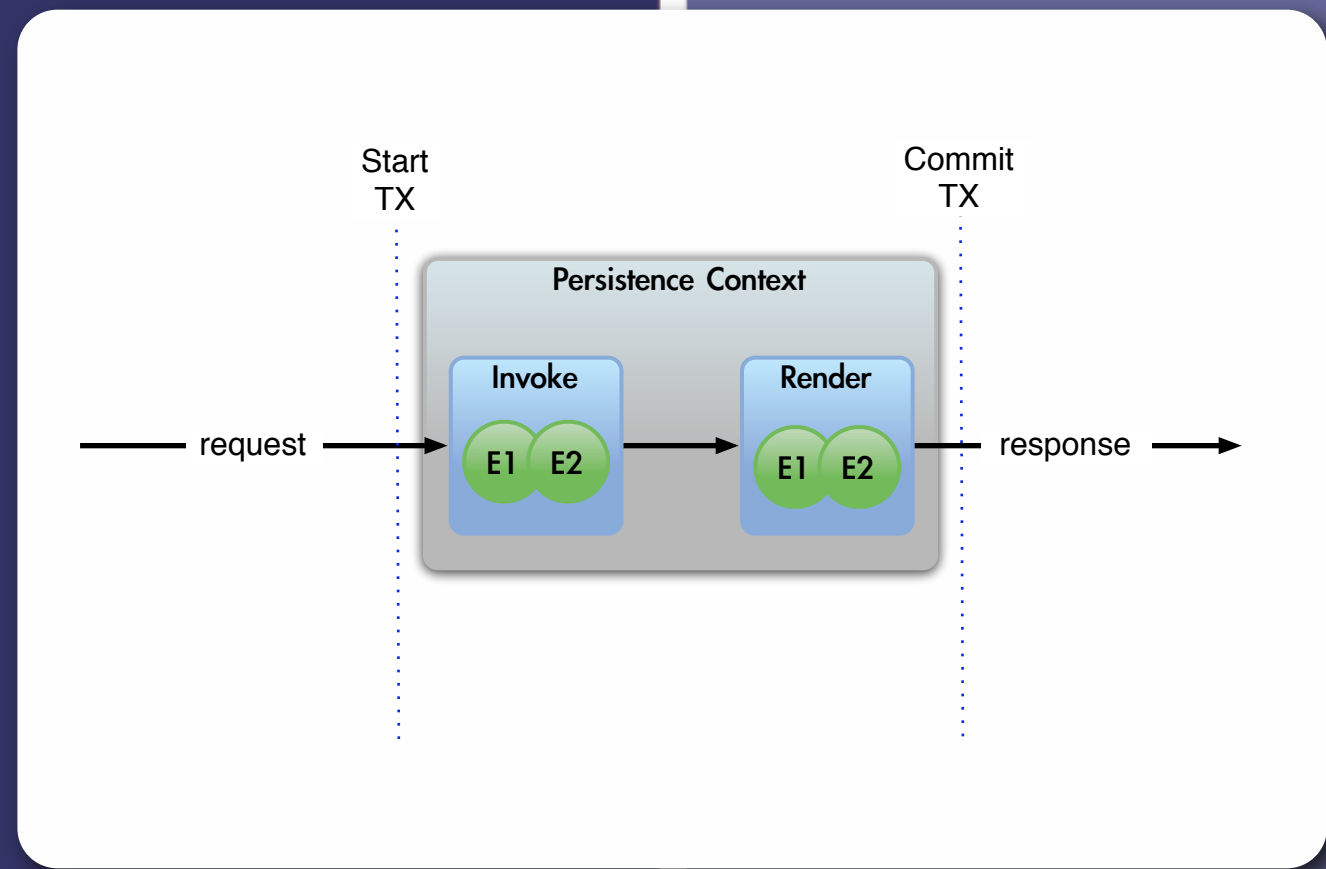 Start
TX
Commit
TX
Persistence Context
Invoke
Render
request
E1
E2
E1
E2
response